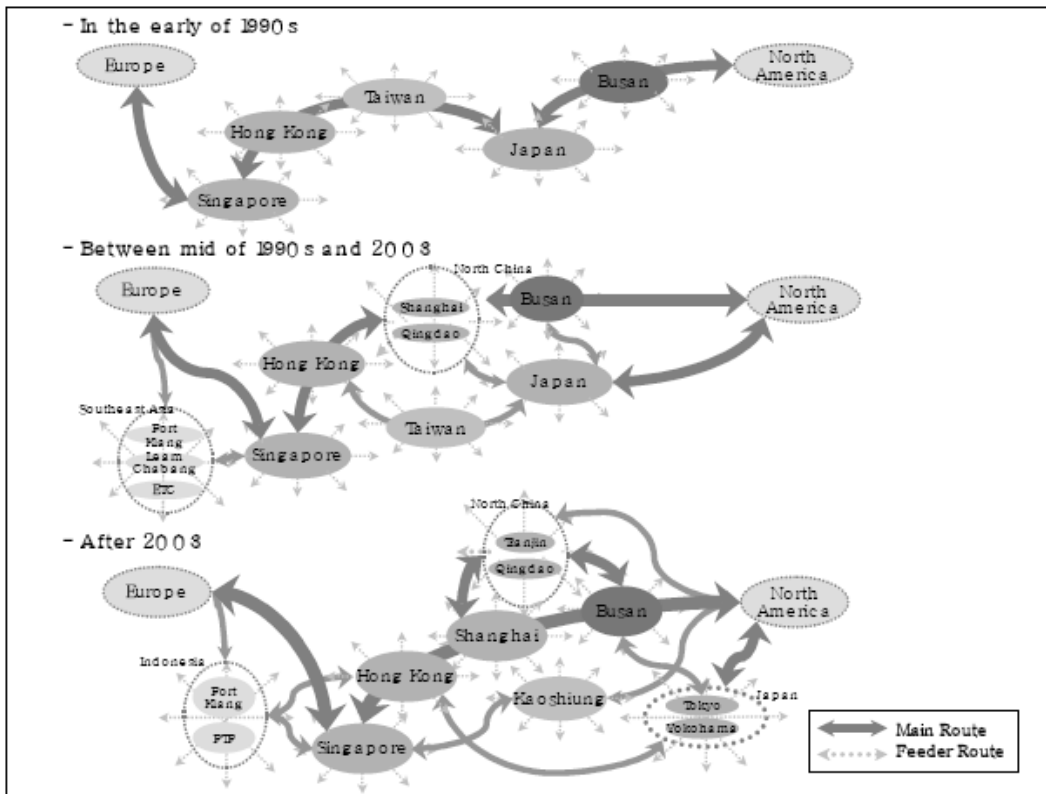 - In the early of 1990s
Europe
North
America
Busan
Taiwan
Hong Kong
Japan
Singapore
- Between mid of 1990s and 2008
North China
Europe
Shanghai
Busan
North
America
Qingdao
Hong Kong
Japan
Southeast Asia
Port
Klang
Taiwan
Leam
Chabang
Singapore
North China
- After 2008
Tianjin
Qingdao
Europe
Busan
North
America
Shanghai
Indonesia
Hong Kong
Port
Klang
Kaoshiung
Japan
Tokyo
PTP
Yokohama
Singapore
Main Route
Feeder Route